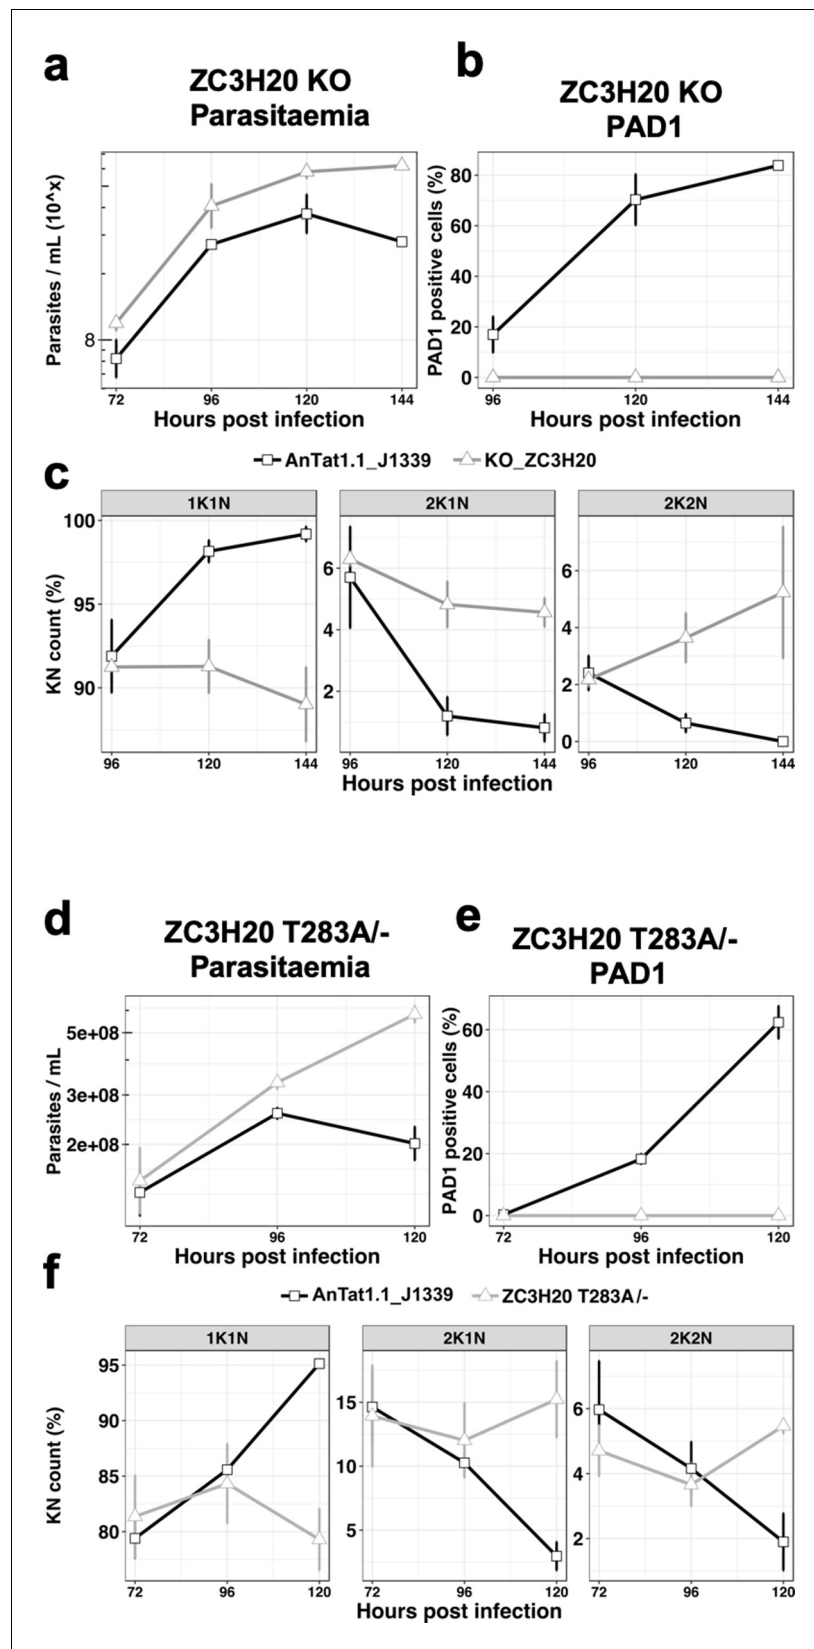 a
ZC3H20 KO
Parasitaemia
b
ZC3H20 KO
PAD1
Parasites / mL (10^x)
8
72 96 120 144
Hours post infection
PAD1 positive cells (%)
80
60
40
20
0
96 120 144
Hours post infection
AnTat1.1_J1339 KO_ZC3H20
c
1K1N 2K1N 2K2N
KN count (%)
100
95
90
6
4
2
6
4
2
0
96 120 144 96 120 144 96 120 144
Hours post infection
d
ZC3H20 T283A/-
Parasitaemia
e
ZC3H20 T283A/-
PAD1
Parasites / mL
5e+08
3e+08
2e+08
72 96 120
Hours post infection
PAD1 positive cells (%)
60
40
20
0
72 96 120
Hours post infection
f
AnTat1.1_J1339 ZC3H20 T283A/-
1K1N 2K1N 2K2N
KN count (%)
95
90
85
80
15
10
5
6
4
2
72 96 120 72 96 120 72 96 120
Hours post infection